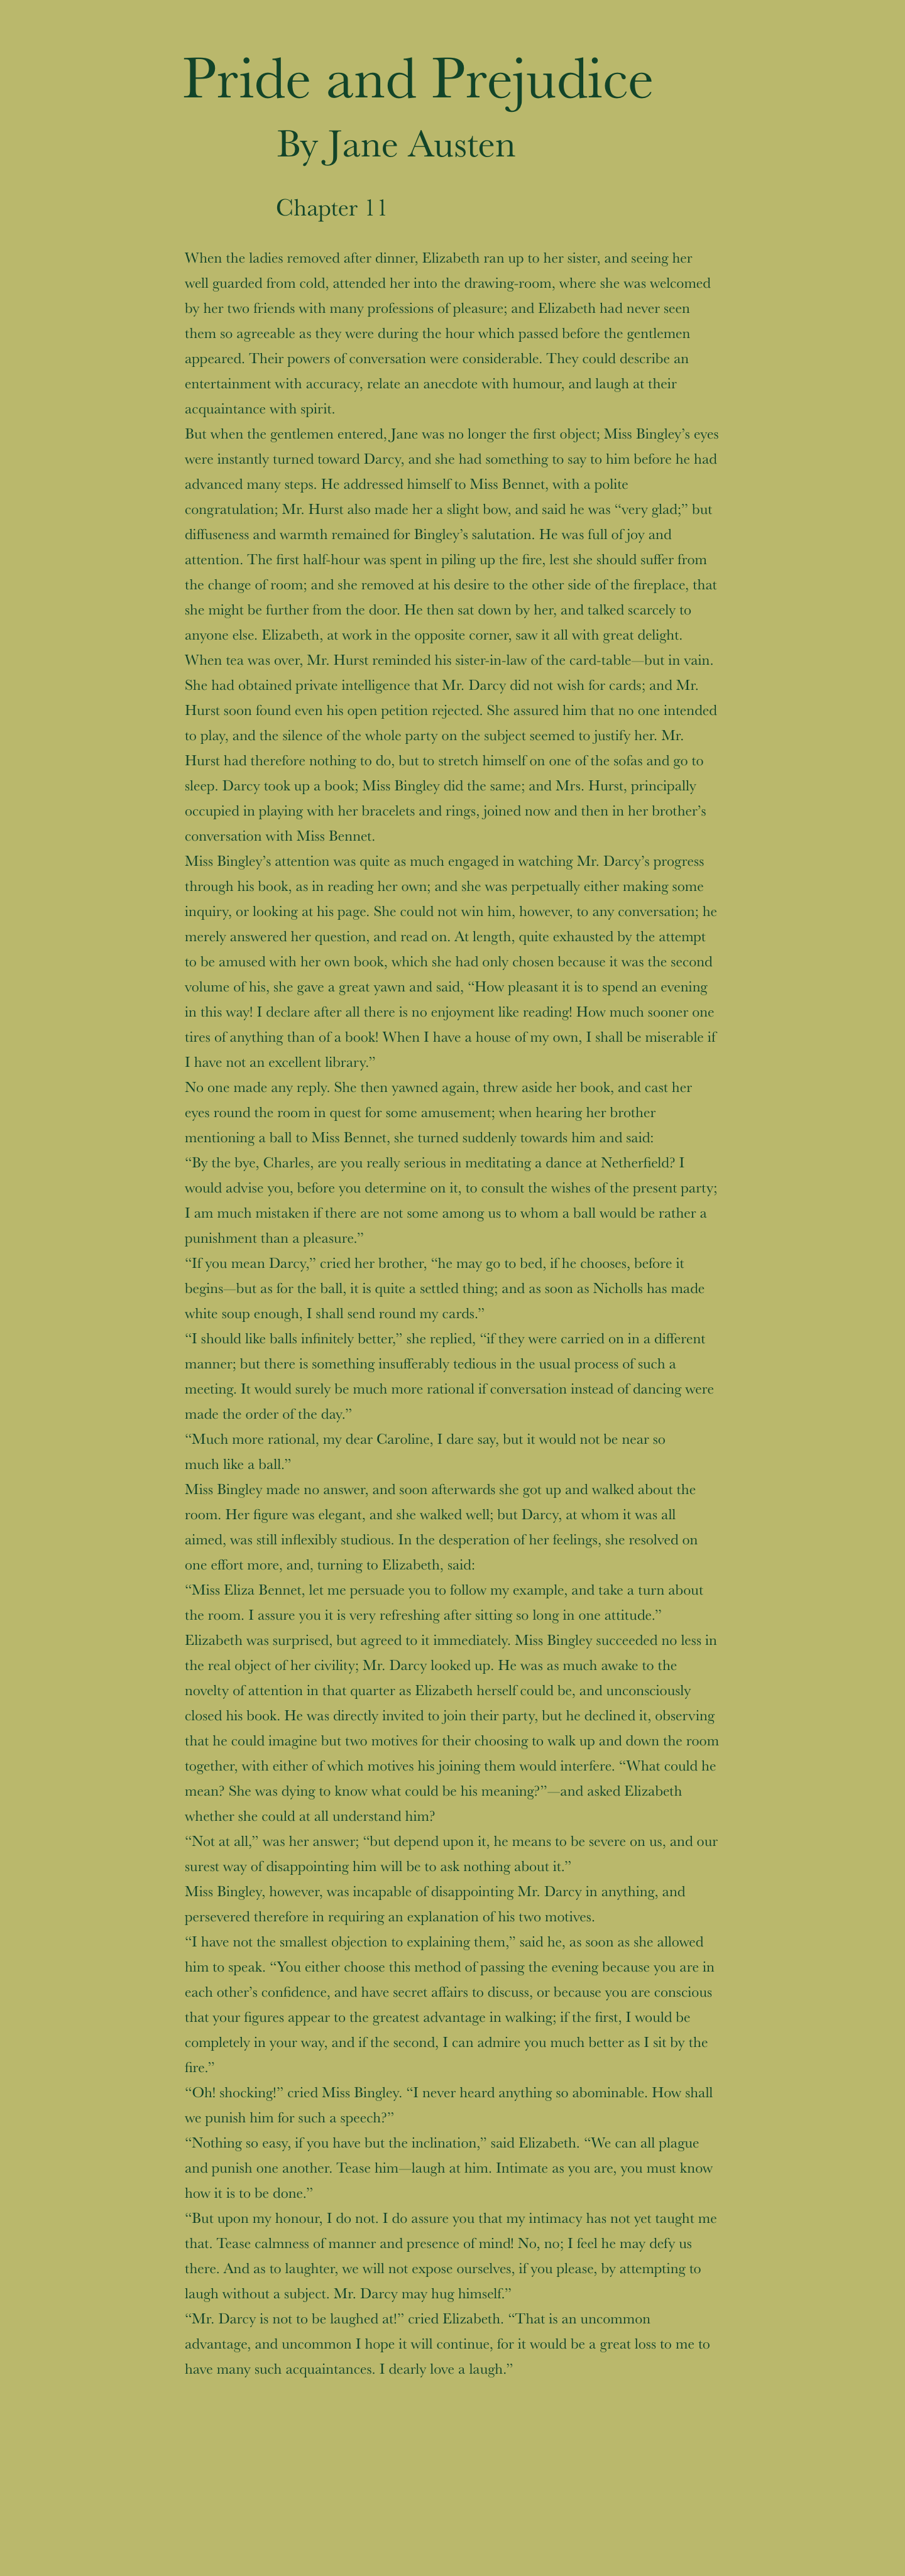 Pride and Prejudice
By Jane Austen
Chapter 11
When the ladies removed after dinner, Elizabeth ran up to her sister, and seeing her
well guarded from cold, attended her into the drawing-room, where she was welcomed
by her two friends with many professions of pleasure; and Elizabeth had never seen
them so agreeable as they were during the hour which passed before the gentlemen
appeared. Their powers of conversation were considerable. They could describe an
entertainment with accuracy, relate an anecdote with humour, and laugh at their
acquaintance with spirit.
But when the gentlemen entered, Jane was no longer the first object; Miss Bingley’s eyes
were instantly turned toward Darcy, and she had something to say to him before he had
advanced many steps. He addressed himself to Miss Bennet, with a polite
congratulation; Mr. Hurst also made her a slight bow, and said he was “very glad;” but
diffuseness and warmth remained for Bingley’s salutation. He was full of joy and
attention. The first half-hour was spent in piling up the fire, lest she should suffer from
the change of room; and she removed at his desire to the other side of the fireplace, that
she might be further from the door. He then sat down by her, and talked scarcely to
anyone else. Elizabeth, at work in the opposite corner, saw it all with great delight.
When tea was over, Mr. Hurst reminded his sister-in-law of the card-table—but in vain.
She had obtained private intelligence that Mr. Darcy did not wish for cards; and Mr.
Hurst soon found even his open petition rejected. She assured him that no one intended
to play, and the silence of the whole party on the subject seemed to justify her. Mr.
Hurst had therefore nothing to do, but to stretch himself on one of the sofas and go to
sleep. Darcy took up a book; Miss Bingley did the same; and Mrs. Hurst, principally
occupied in playing with her bracelets and rings, joined now and then in her brother’s
conversation with Miss Bennet.
Miss Bingley’s attention was quite as much engaged in watching Mr. Darcy’s progress
through his book, as in reading her own; and she was perpetually either making some
inquiry, or looking at his page. She could not win him, however, to any conversation; he
merely answered her question, and read on. At length, quite exhausted by the attempt
to be amused with her own book, which she had only chosen because it was the second
volume of his, she gave a great yawn and said, “How pleasant it is to spend an evening
in this way! I declare after all there is no enjoyment like reading! How much sooner one
tires of anything than of a book! When I have a house of my own, I shall be miserable if
I have not an excellent library.”
No one made any reply. She then yawned again, threw aside her book, and cast her
eyes round the room in quest for some amusement; when hearing her brother
mentioning a ball to Miss Bennet, she turned suddenly towards him and said:
“By the bye, Charles, are you really serious in meditating a dance at Netherfield? I
would advise you, before you determine on it, to consult the wishes of the present party;
I am much mistaken if there are not some among us to whom a ball would be rather a
punishment than a pleasure.”
“If you mean Darcy,” cried her brother, “he may go to bed, if he chooses, before it
begins—but as for the ball, it is quite a settled thing; and as soon as Nicholls has made
white soup enough, I shall send round my cards.”
“I should like balls infinitely better,” she replied, “if they were carried on in a different
manner; but there is something insufferably tedious in the usual process of such a
meeting. It would surely be much more rational if conversation instead of dancing were
made the order of the day.”
“Much more rational, my dear Caroline, I dare say, but it would not be near so
much like a ball.”
Miss Bingley made no answer, and soon afterwards she got up and walked about the
room. Her figure was elegant, and she walked well; but Darcy, at whom it was all
aimed, was still inflexibly studious. In the desperation of her feelings, she resolved on
one effort more, and, turning to Elizabeth, said:
“Miss Eliza Bennet, let me persuade you to follow my example, and take a turn about
the room. I assure you it is very refreshing after sitting so long in one attitude.”
Elizabeth was surprised, but agreed to it immediately. Miss Bingley succeeded no less in
the real object of her civility; Mr. Darcy looked up. He was as much awake to the
novelty of attention in that quarter as Elizabeth herself could be, and unconsciously
closed his book. He was directly invited to join their party, but he declined it, observing
that he could imagine but two motives for their choosing to walk up and down the room
together, with either of which motives his joining them would interfere. “What could he
mean? She was dying to know what could be his meaning?”—and asked Elizabeth
whether she could at all understand him?
“Not at all,” was her answer; “but depend upon it, he means to be severe on us, and our
surest way of disappointing him will be to ask nothing about it.”
Miss Bingley, however, was incapable of disappointing Mr. Darcy in anything, and
persevered therefore in requiring an explanation of his two motives.
“I have not the smallest objection to explaining them,” said he, as soon as she allowed
him to speak. “You either choose this method of passing the evening because you are in
each other’s confidence, and have secret affairs to discuss, or because you are conscious
that your figures appear to the greatest advantage in walking; if the first, I would be
completely in your way, and if the second, I can admire you much better as I sit by the
fire.”
“Oh! shocking!” cried Miss Bingley. “I never heard anything so abominable. How shall
we punish him for such a speech?”
“Nothing so easy, if you have but the inclination,” said Elizabeth. “We can all plague
and punish one another. Tease him—laugh at him. Intimate as you are, you must know
how it is to be done.”
“But upon my honour, I do not. I do assure you that my intimacy has not yet taught me
that. Tease calmness of manner and presence of mind! No, no; I feel he may defy us
there. And as to laughter, we will not expose ourselves, if you please, by attempting to
laugh without a subject. Mr. Darcy may hug himself.”
“Mr. Darcy is not to be laughed at!” cried Elizabeth. “That is an uncommon
advantage, and uncommon I hope it will continue, for it would be a great loss to me to
have many such acquaintances. I dearly love a laugh.”